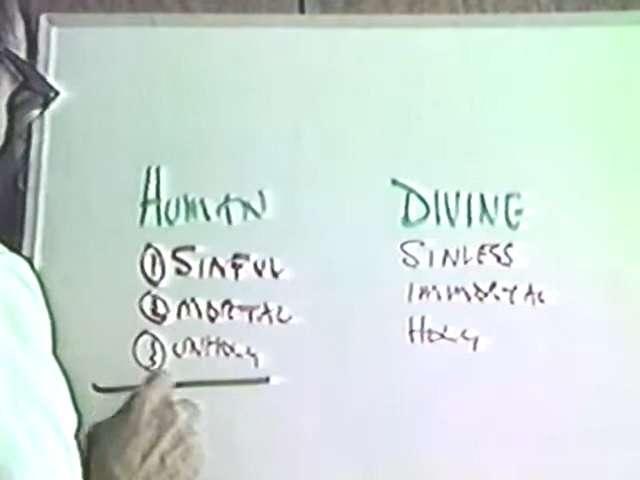 HUMAN DIVINE
① SINFUL SINLESS
② MORTAL IMMORTAL
③ UNHOLY HOLY